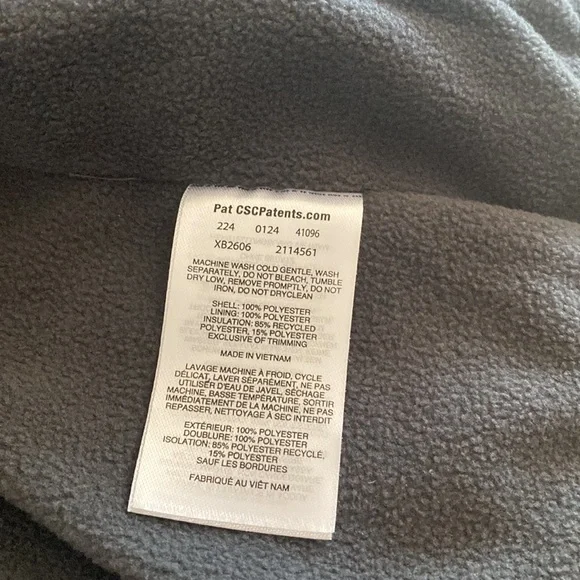 Pat CSCPatents.com
224 0124 41096
XB2606 2114561
MACHINE WASH COLD GENTLE, WASH
SEPARATELY, DO NOT BLEACH, TUMBLE
DRY LOW, REMOVE PROMPTLY, DO NOT
IRON, DO NOT DRYCLEAN
SHELL: 100% POLYESTER
LINING: 100% POLYESTER
INSULATION: 85% RECYCLED
POLYESTER, 15% POLYESTER
EXCLUSIVE OF TRIMMING
MADE IN VIETNAM
LAVAGE MACHINE À FROID, CYCLE
DÉLICAT, LAVER SÉPARÉMENT, NE PAS
UTILISER D'EAU DE JAVEL, SÉCHAGE
MACHINE, BASSE TEMPÉRATURE, SORTIR
IMMÉDIATEMENT DE LA MACHINE, NE PAS
REPASSER, NETTOYAGE À SEC INTERDIT
EXTÉRIEUR: 100% POLYESTER
DOUBLURE: 100% POLYESTER
ISOLATION: 85% POLYESTER RECYCLÉ,
15% POLYESTER
SAUF LES BORDURES
FABRIQUÉ AU VIÊT NAM